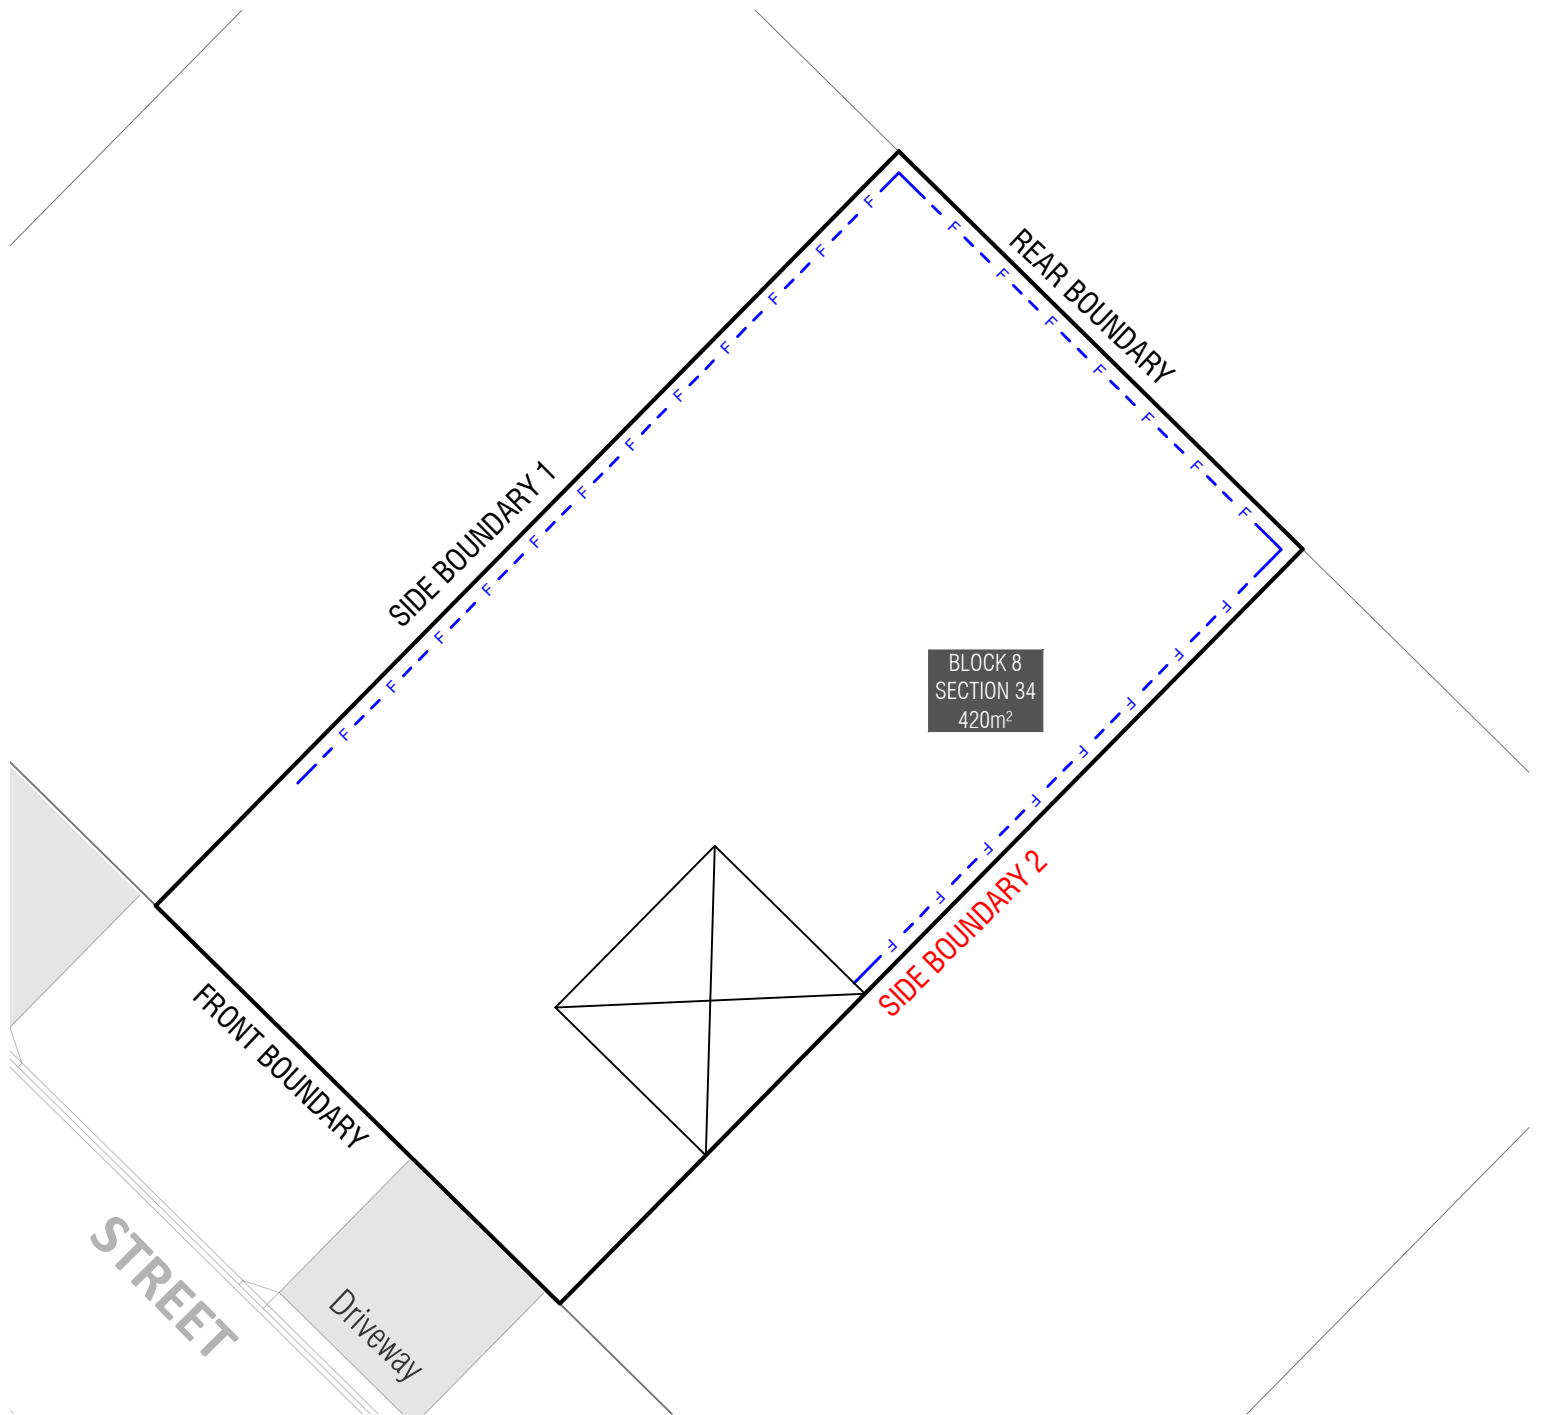 REAR BOUNDARY
SIDE BOUNDARY 1
BLOCK 8
SECTION 34
420m²
SIDE BOUNDARY 2
FRONT BOUNDARY
STREET
Driveway
F F F F F F F F F F F F
F F F F F F F
F F F F F F F F